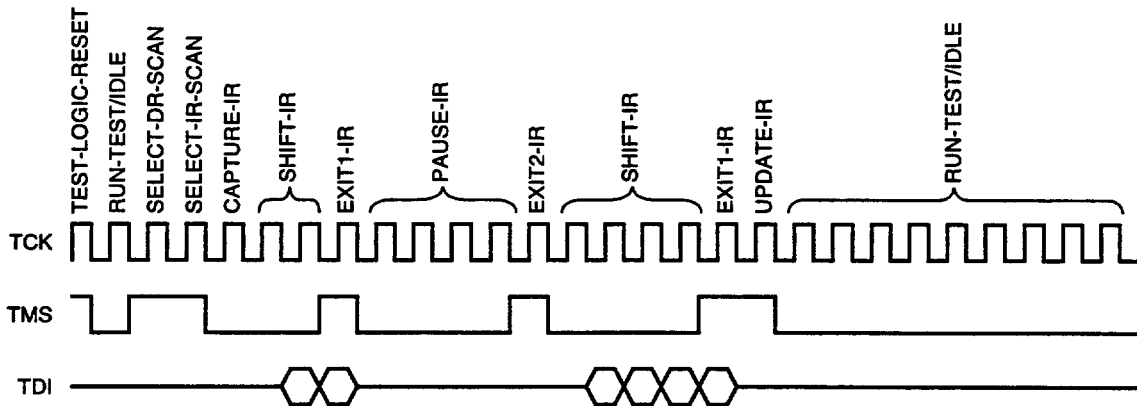 TEST-LOGIC-RESET
RUN-TEST/IDLE
SELECT-DR-SCAN
SELECT-IR-SCAN
CAPTURE-IR
SHIFT-IR
EXIT1-IR
PAUSE-IR
EXIT2-IR
SHIFT-IR
EXIT1-IR
UPDATE-IR
RUN-TEST/IDLE
TCK
TMS
TDI